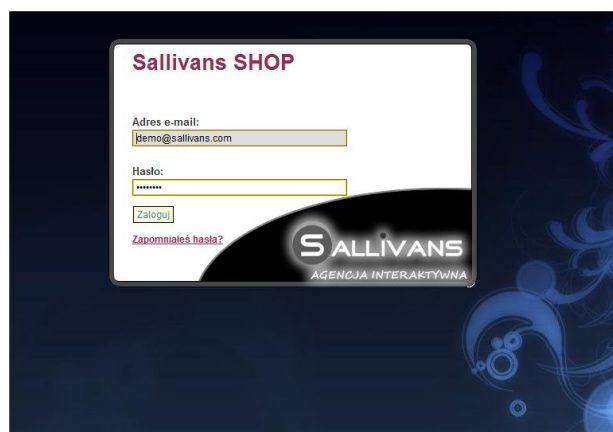 Sallivans SHOP
Adres e-mail:
demo@sallivans.com
Hasło:
••••••••
Zaloguj
Zapomniałeś hasła?
SALLIVANS
AGENCJA INTERAKTYWNA